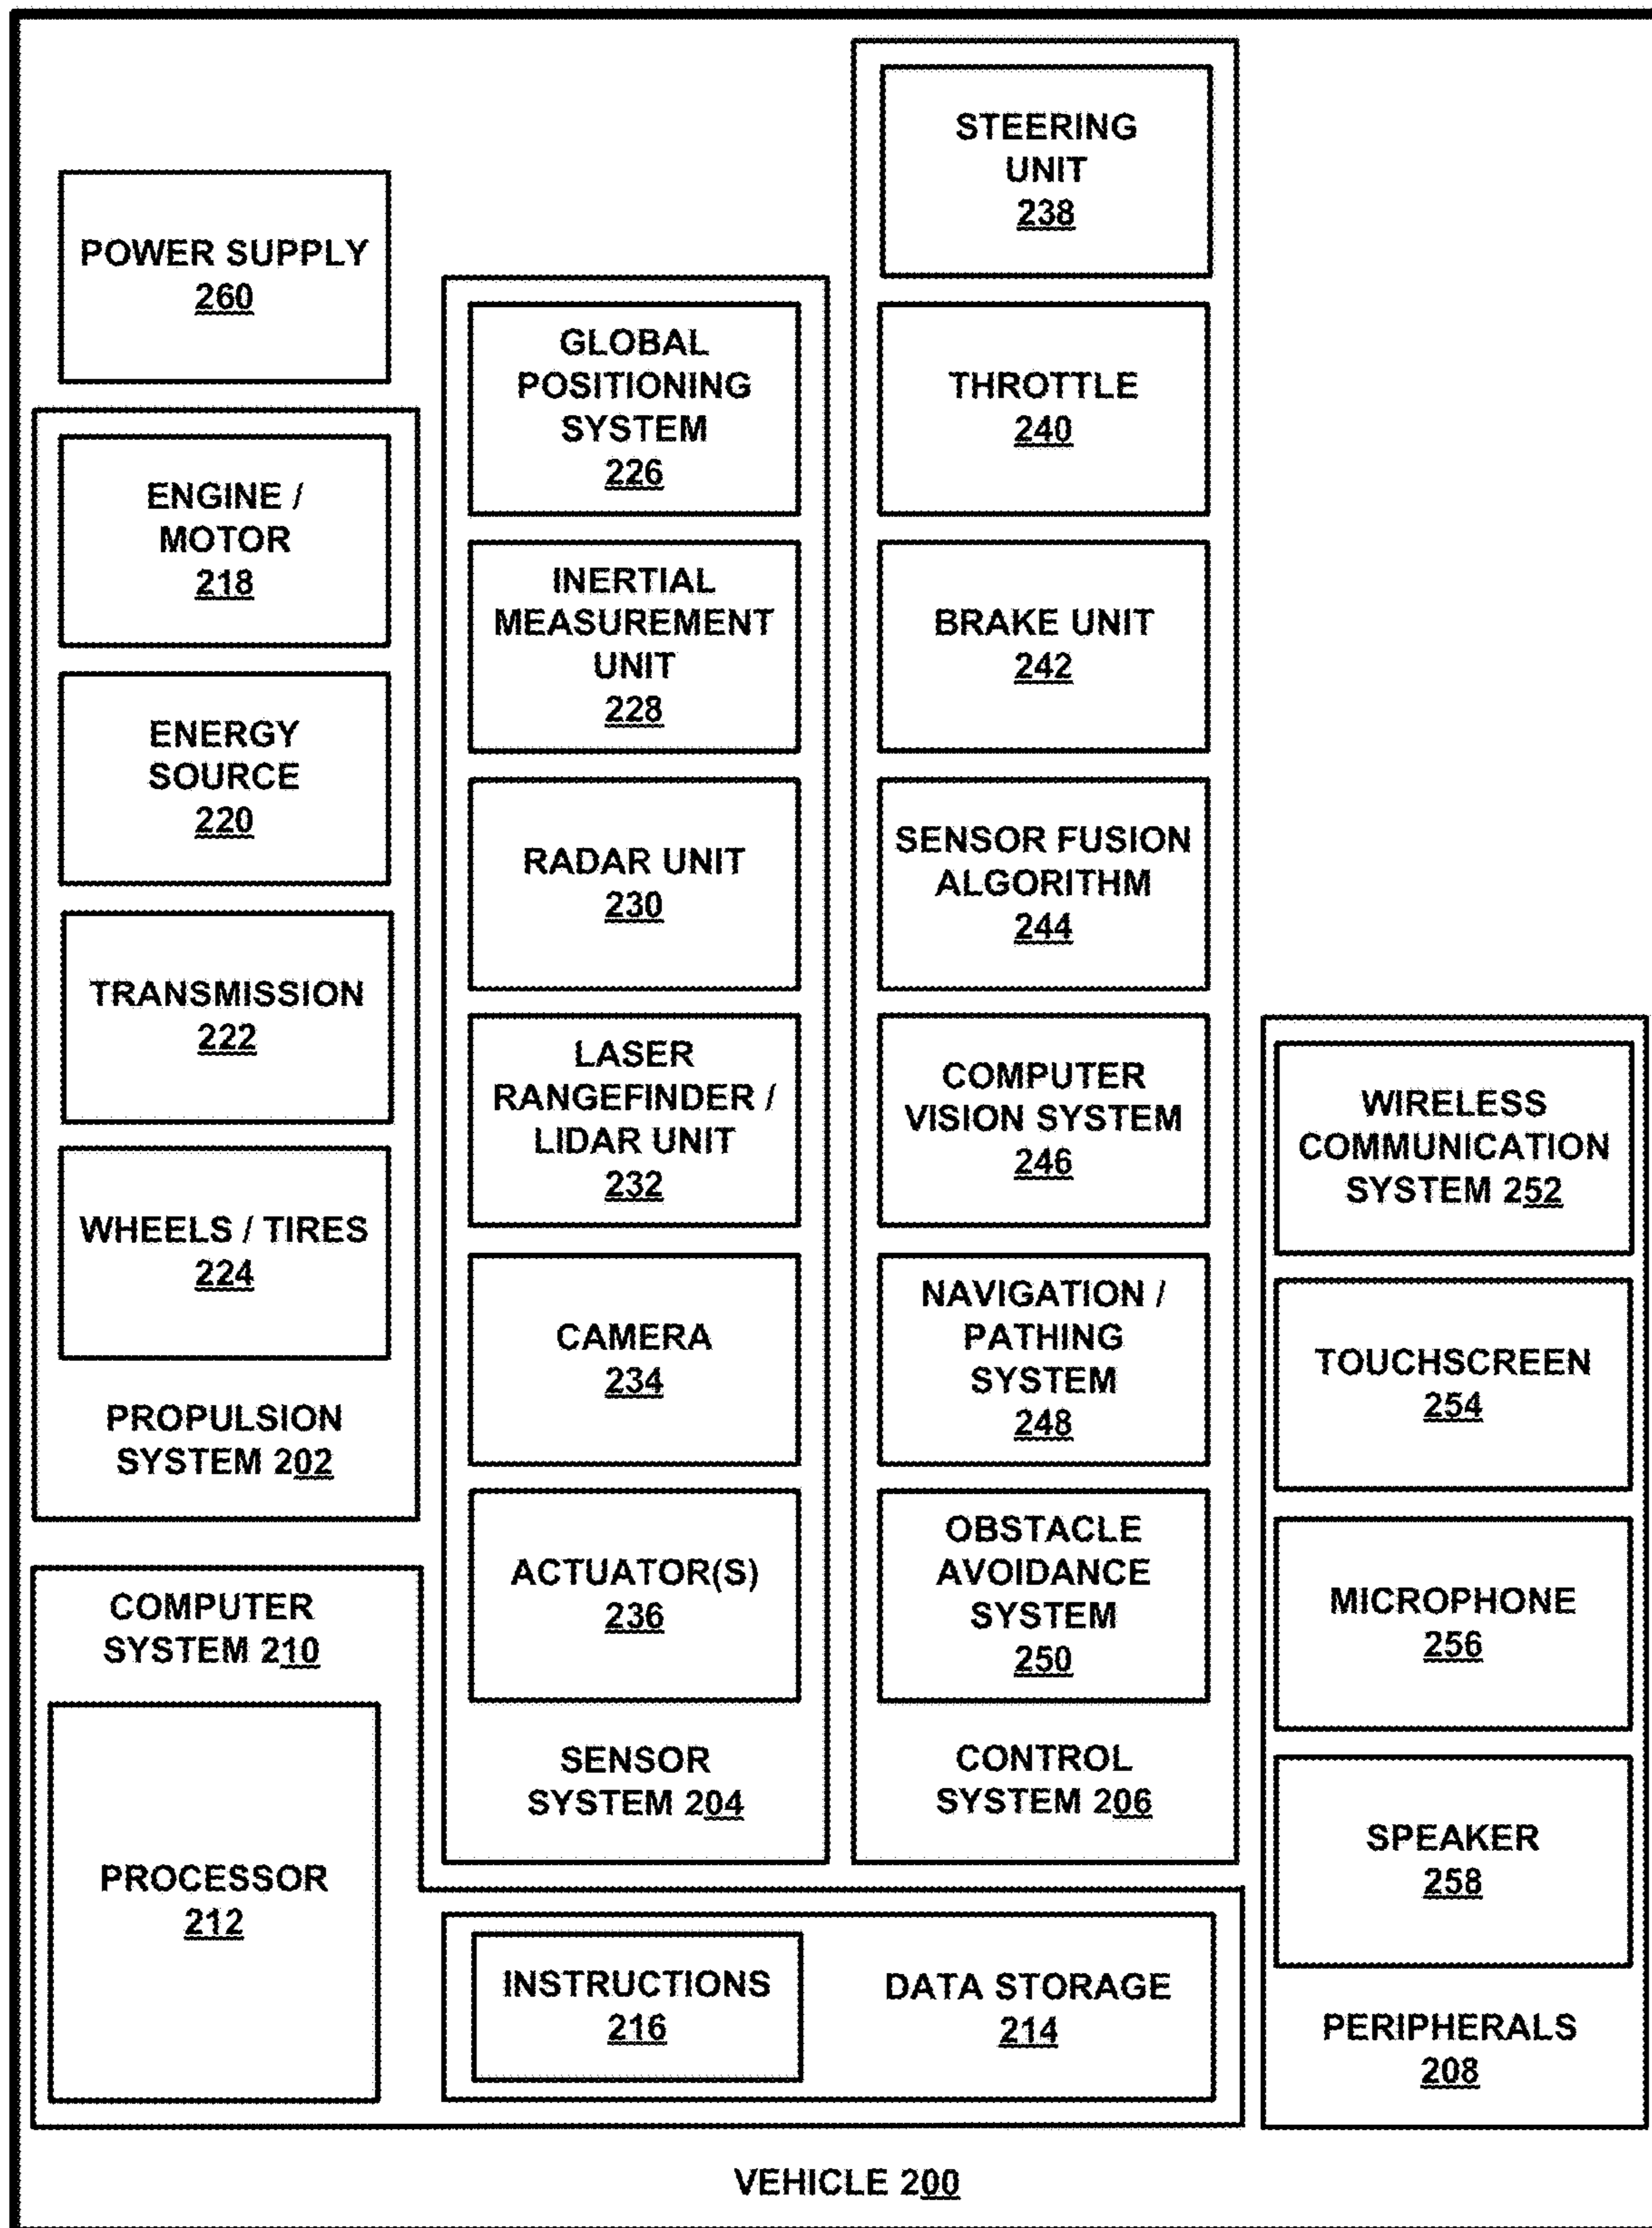 POWER SUPPLY
260
ENGINE /
MOTOR
218
ENERGY
SOURCE
220
TRANSMISSION
222
WHEELS / TIRES
224
PROPULSION
SYSTEM 202
COMPUTER
SYSTEM 210
PROCESSOR
212
GLOBAL
POSITIONING
SYSTEM
226
INERTIAL
MEASUREMENT
UNIT
228
RADAR UNIT
230
LASER
RANGEFINDER /
LIDAR UNIT
232
CAMERA
234
ACTUATOR(S)
236
SENSOR
SYSTEM 204
STEERING
UNIT
238
THROTTLE
240
BRAKE UNIT
242
SENSOR FUSION
ALGORITHM
244
COMPUTER
VISION SYSTEM
246
NAVIGATION /
PATHING
SYSTEM
248
OBSTACLE
AVOIDANCE
SYSTEM
250
CONTROL
SYSTEM 206
INSTRUCTIONS
216
DATA STORAGE
214
WIRELESS
COMMUNICATION
SYSTEM 252
TOUCHSCREEN
254
MICROPHONE
256
SPEAKER
258
PERIPHERALS
208
VEHICLE 200